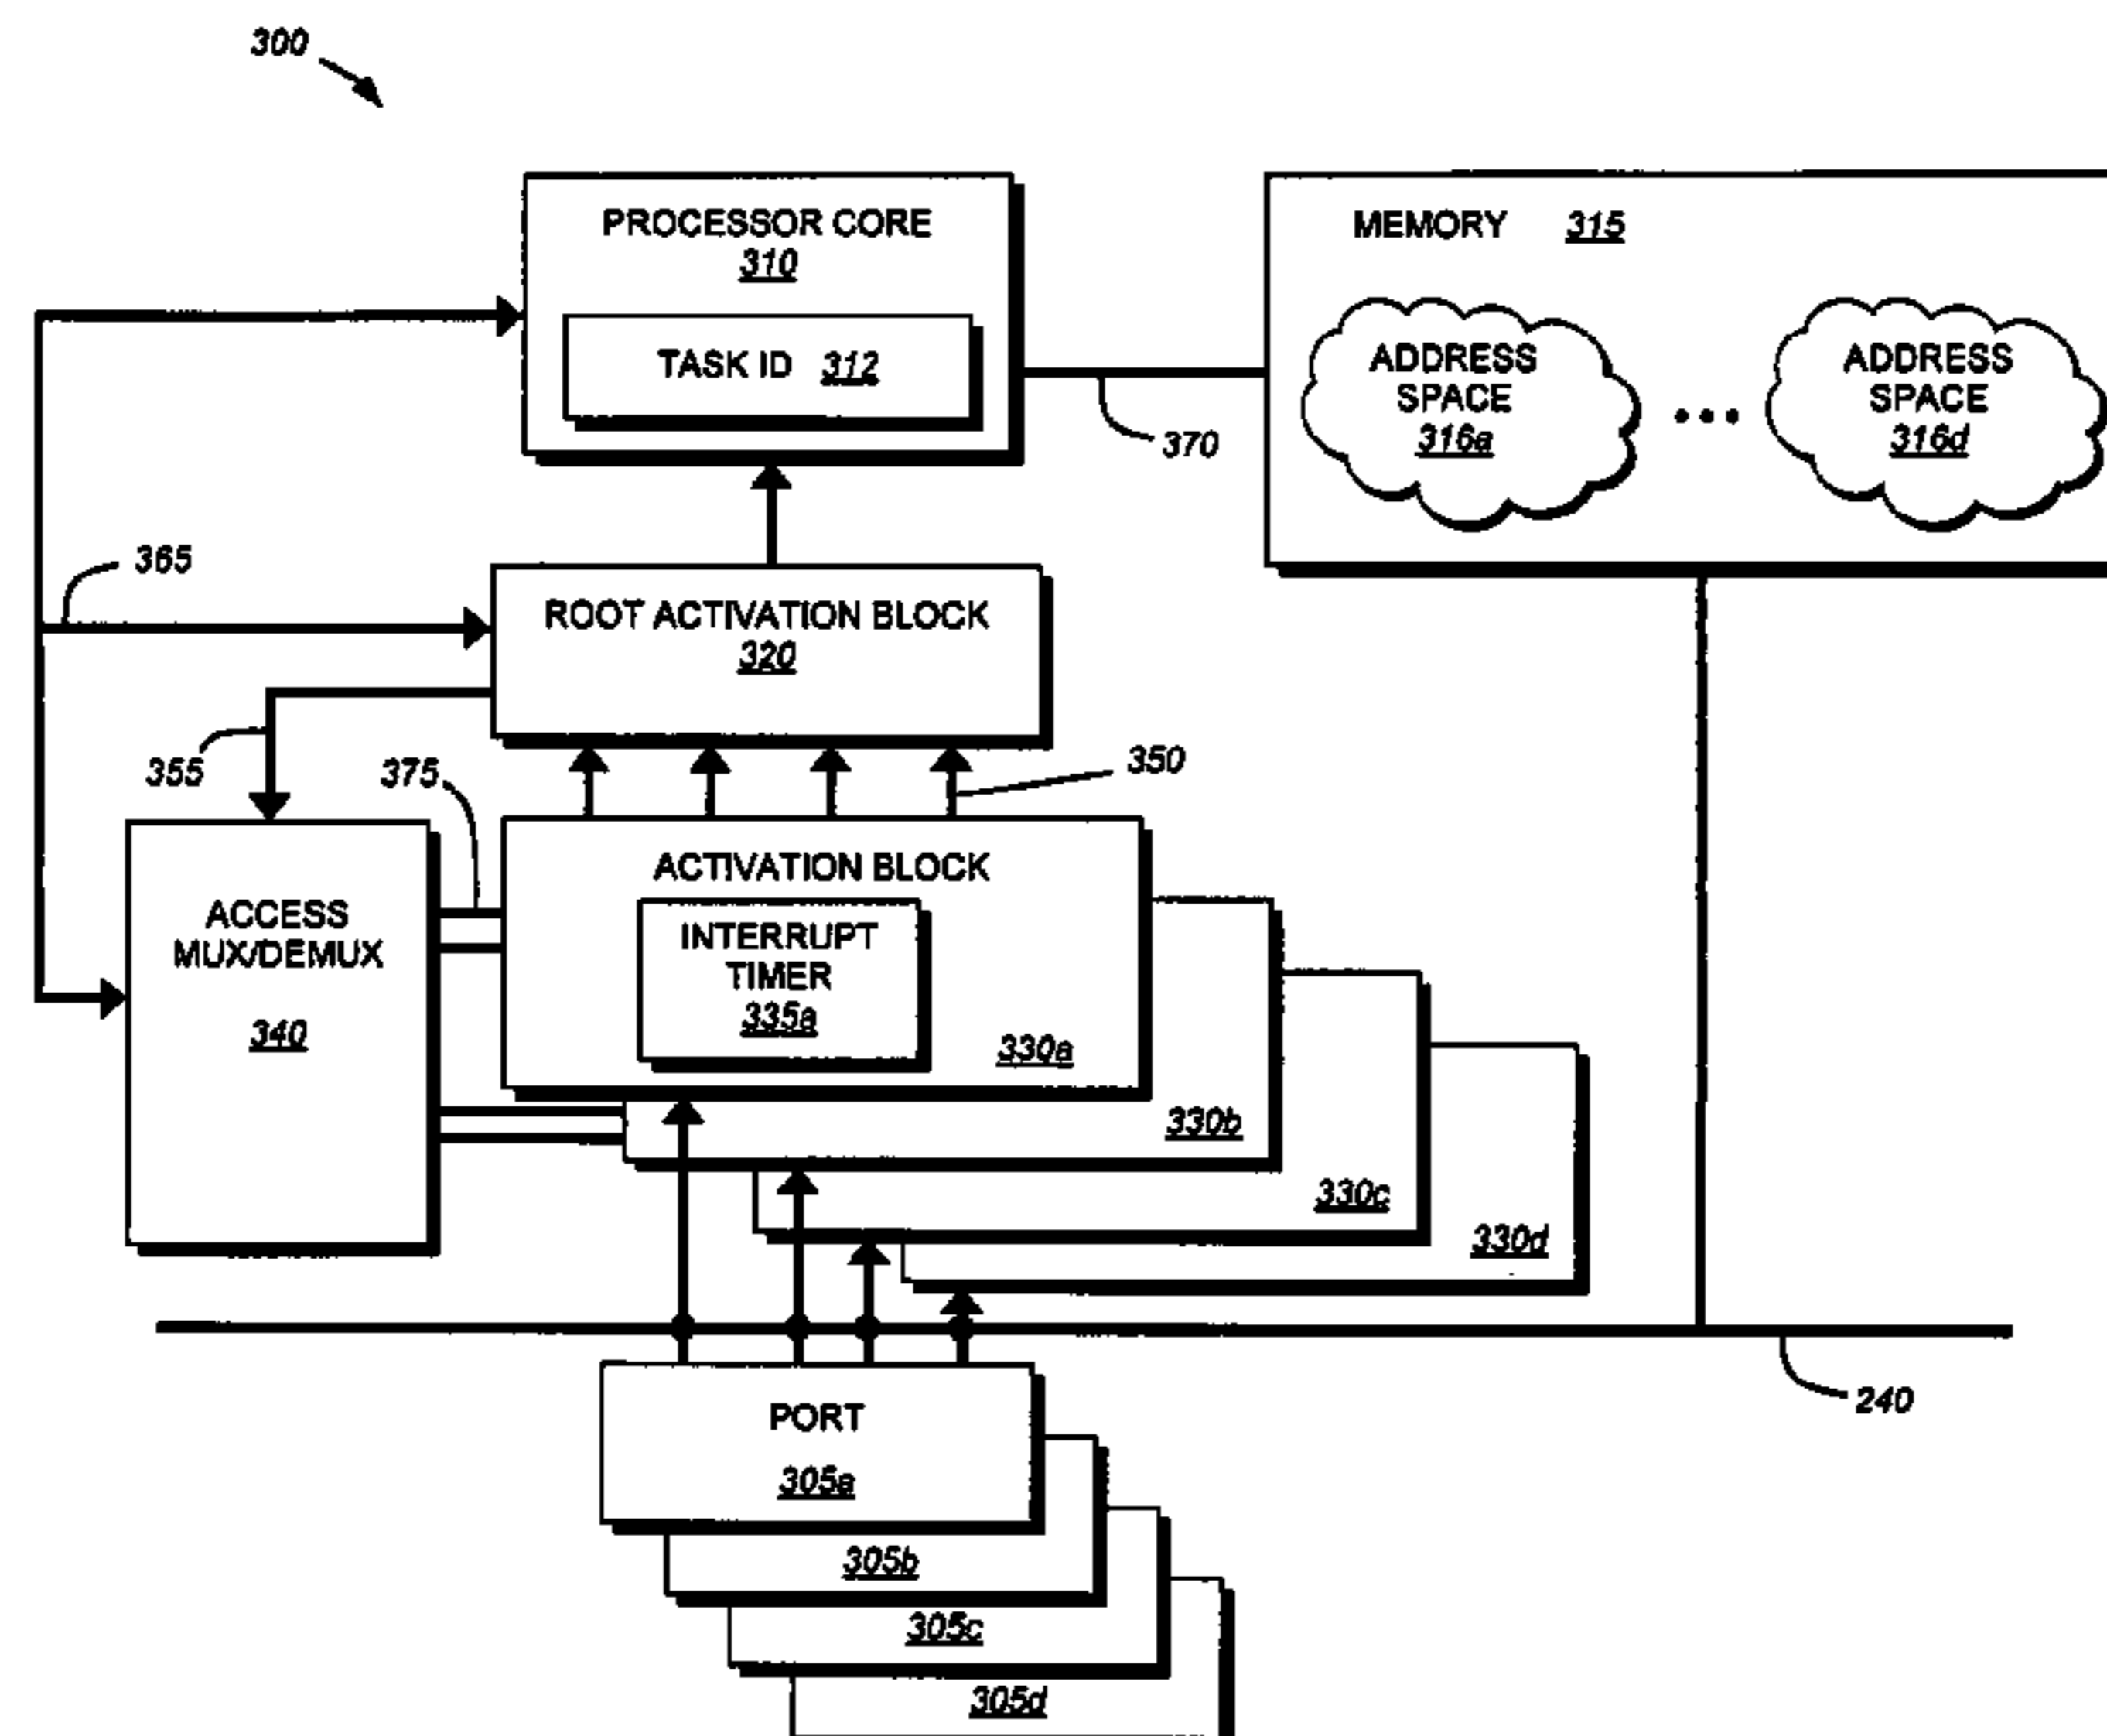 300
PROCESSOR CORE
310
TASK ID 312
MEMORY 315
ADDRESS
SPACE
316a
...
ADDRESS
SPACE
316d
370
365
ROOT ACTIVATION BLOCK
320
355
375
350
ACCESS
MUX/DEMUX
340
ACTIVATION BLOCK
INTERRUPT
TIMER
335a
330a
330b
330c
330d
240
PORT
305a
305b
305c
305d